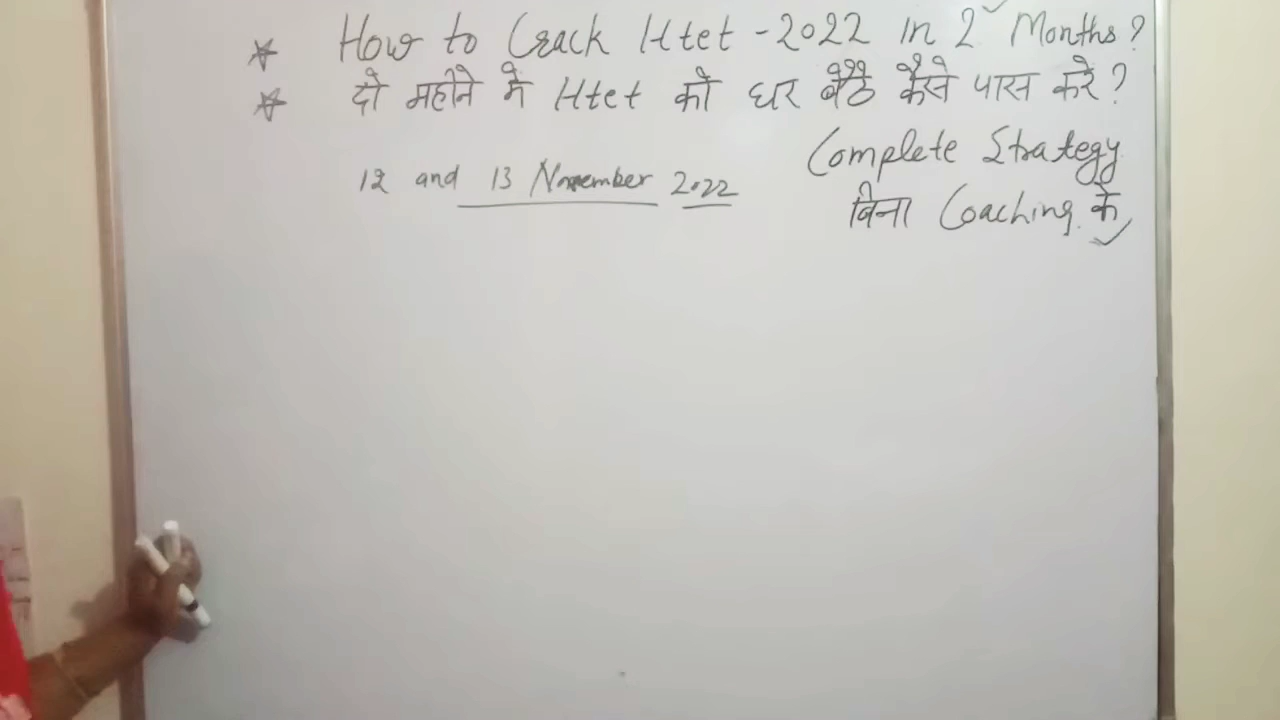 * How to Crack Htet -2022 in 2 Months?
* दो महीने मे Htet को घर बैठे कैसे पास करे?
Complete Strategy
12 and 13 November 2022
बिना Coaching के